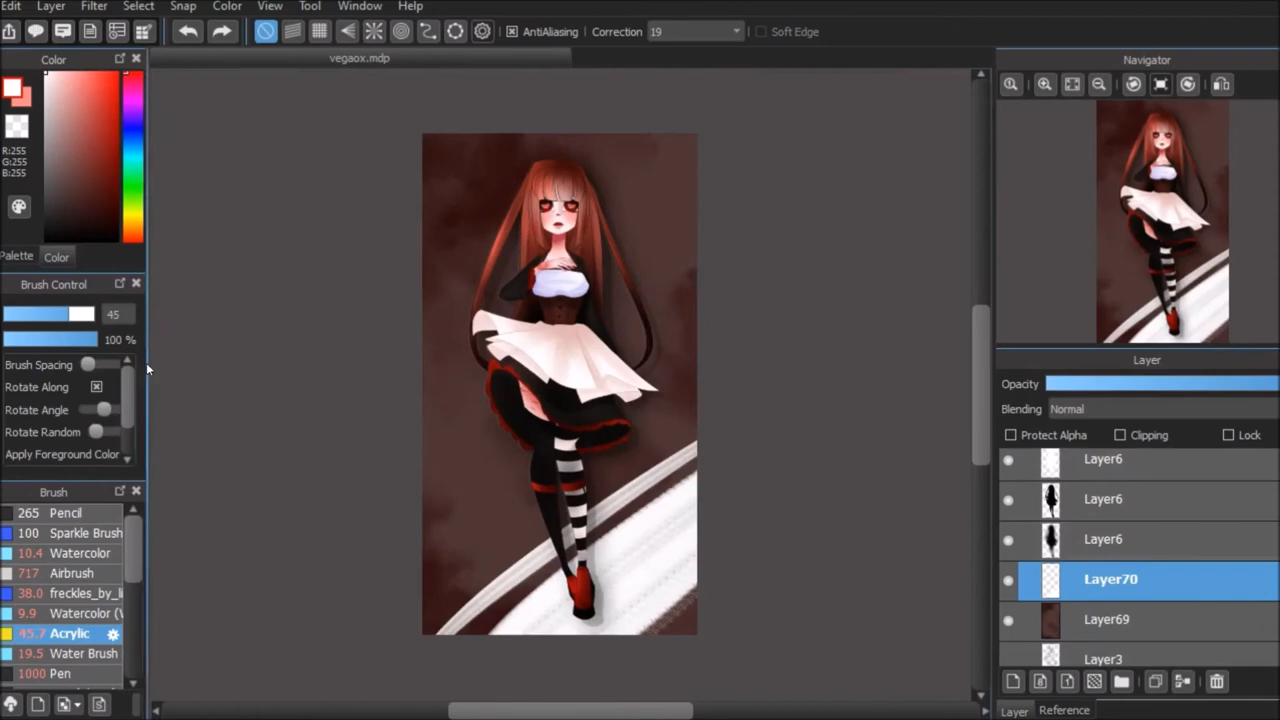 Edit Layer Filter Select Snap Color View Tool Window Help
AntiAliasing Correction 19 Soft Edge
Color
vegaox.mdp
Navigator
R:255
G:255
B:255
Palette Color
Brush Control
45
100 %
Brush Spacing
Rotate Along
Rotate Angle
Rotate Random
Apply Foreground Color
Brush
265 Pencil
100 Sparkle Brush
10.4 Watercolor
717 Airbrush
38.0 freckles_by_li
9.9 Watercolor (
45.7 Acrylic
19.5 Water Brush
1000 Pen
Layer
Opacity
Blending Normal
Protect Alpha Clipping Lock
Layer6
Layer6
Layer6
Layer70
Layer69
Layer3
Layer Reference